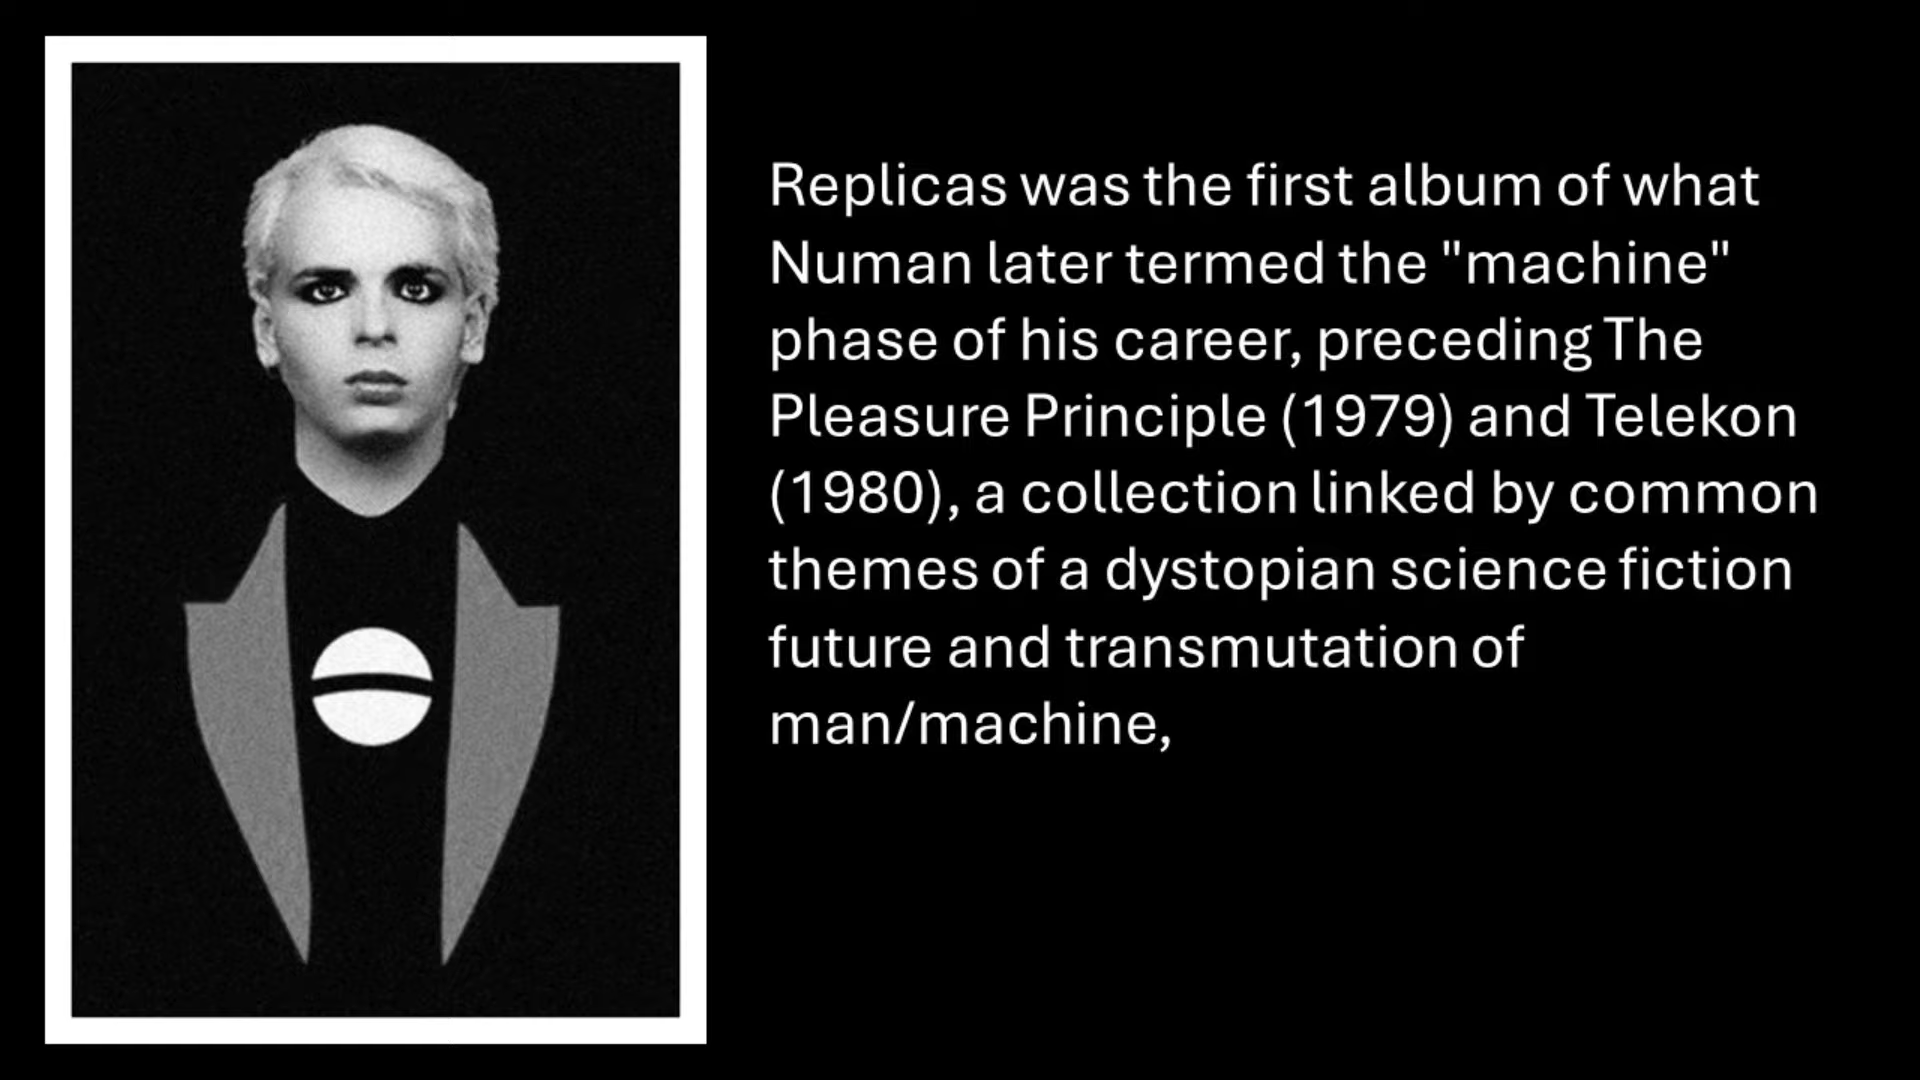 Replicas was the first album of what
Numan later termed the "machine"
phase of his career, preceding The
Pleasure Principle (1979) and Telekon
(1980), a collection linked by common
themes of a dystopian science fiction
future and transmutation of
man/machine,